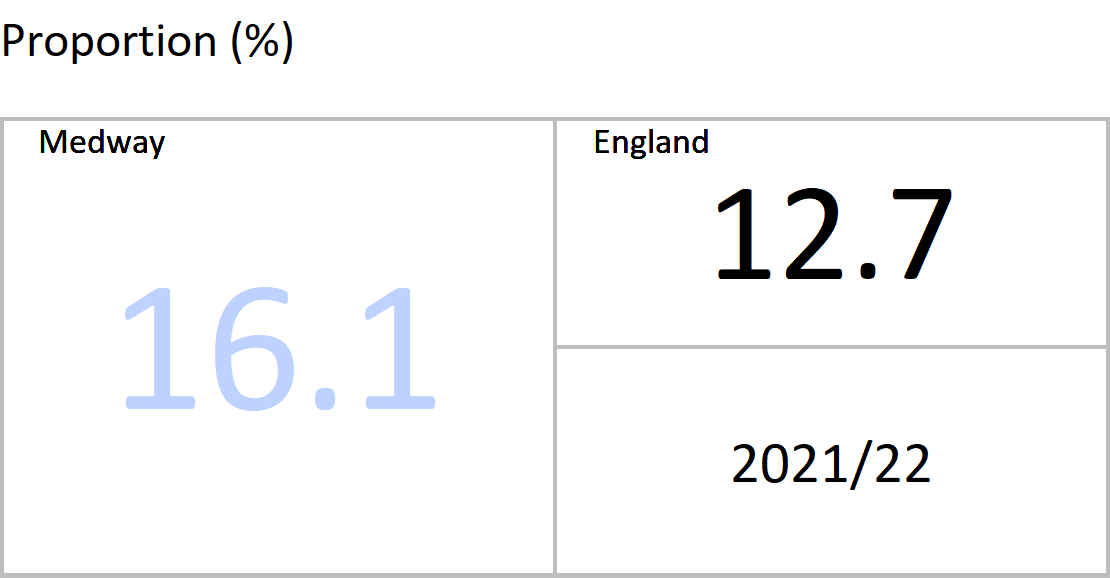 Proportion (%)
Medway
16.1
England
12.7
2021/22